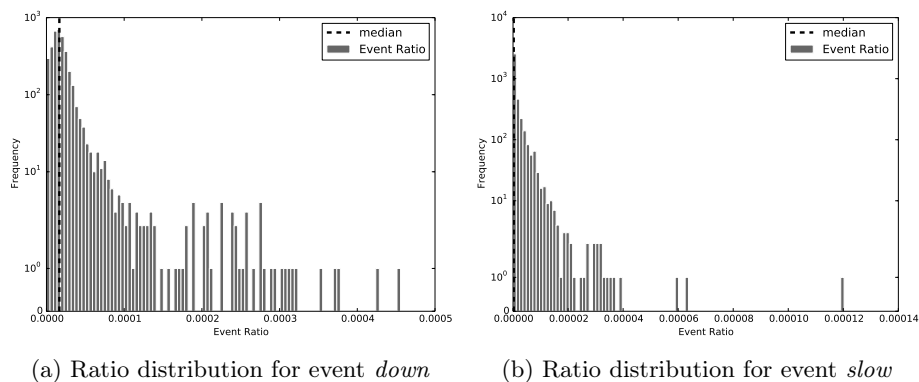 10³
10²
10¹
10⁰
0
Frequency
median
Event Ratio
0.0000
0.0001
0.0002
0.0003
0.0004
0.0005
Event Ratio
(a) Ratio distribution for event down
10⁴
10³
10²
10¹
10⁰
0
Frequency
median
Event Ratio
0.00000
0.00002
0.00004
0.00006
0.00008
0.00010
0.00012
0.00014
Event Ratio
(b) Ratio distribution for event slow